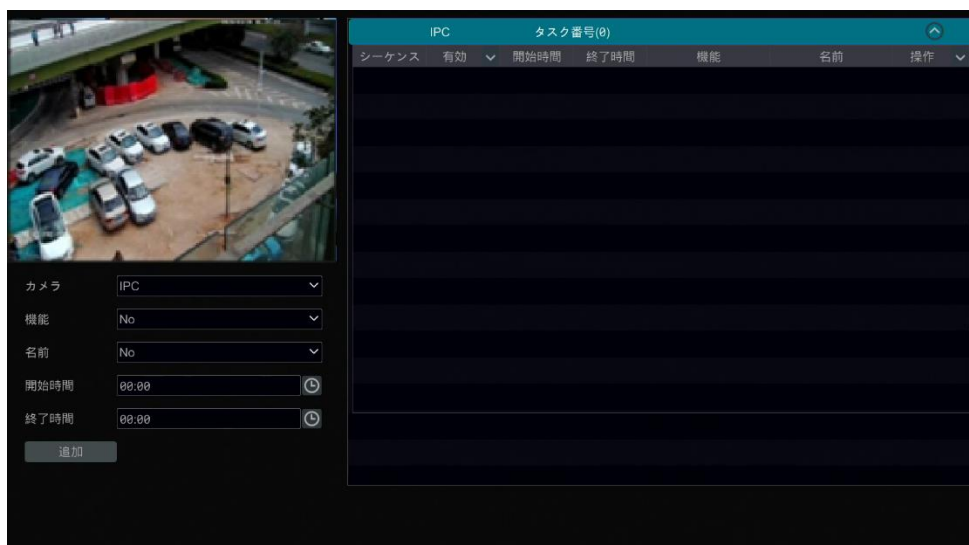 IPC タスク番号(0)
シーケンス 有効 開始時間 終了時間 機能 名前 操作
カメラ IPC
機能 No
名前 No
開始時間 00:00
終了時間 00:00
追加